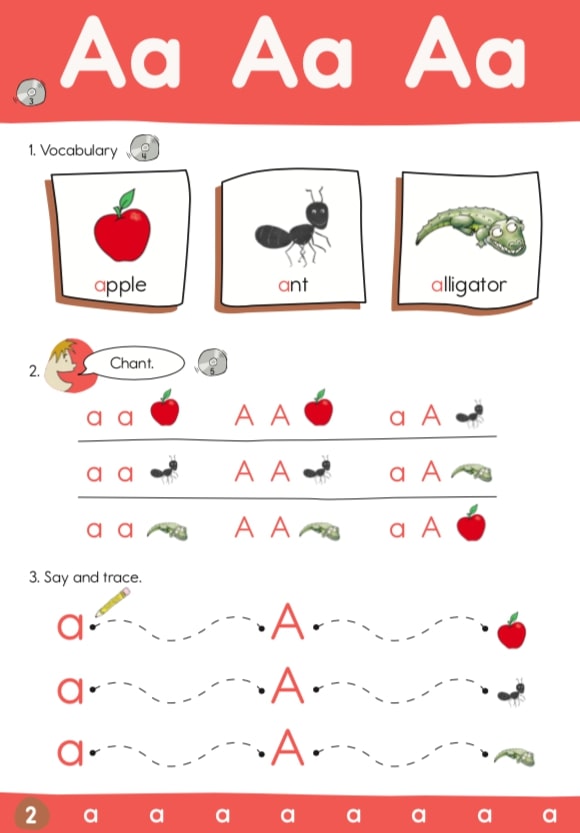 Aa Aa Aa
3
1. Vocabulary 4
apple ant alligator
2. Chant. 5
a a A A a A
a a A A a A
a a A A a A
3. Say and trace.
a A
a A
a A
2 a a a a a a a a